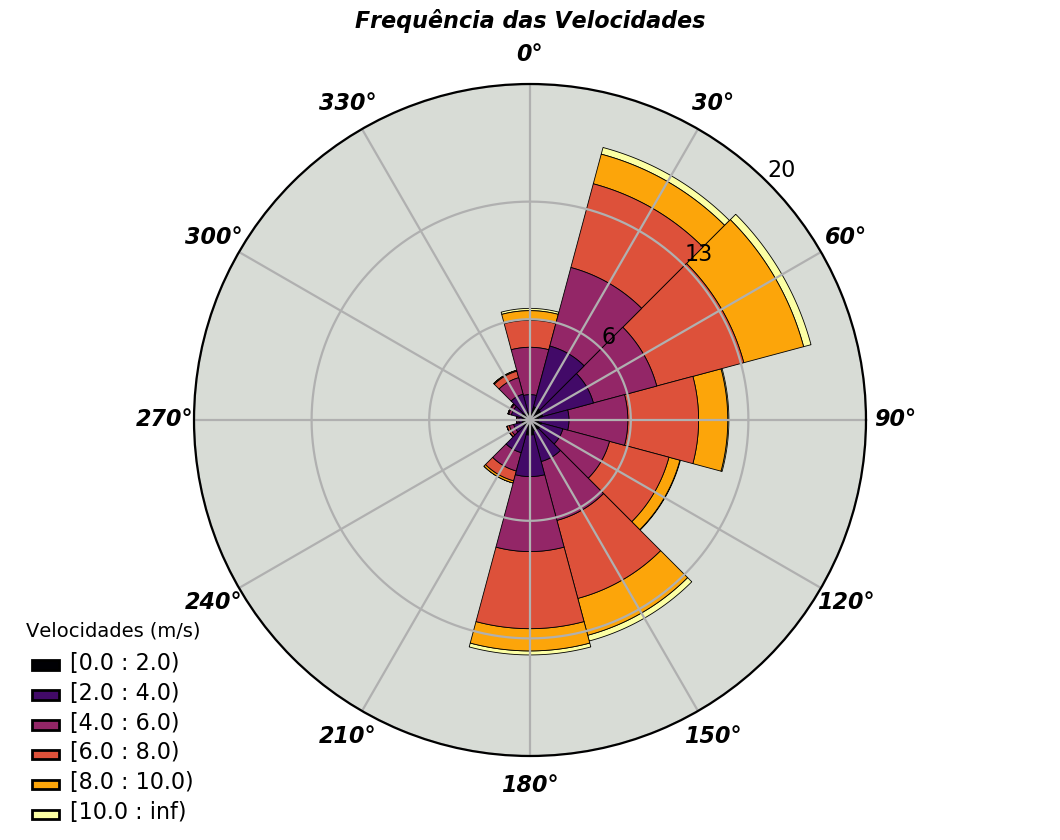 Frequência das Velocidades
0°
330°
30°
20
300°
60°
13
6
270°
90°
240°
120°
210°
150°
180°
Velocidades (m/s)
[0.0 : 2.0)
[2.0 : 4.0)
[4.0 : 6.0)
[6.0 : 8.0)
[8.0 : 10.0)
[10.0 : inf)